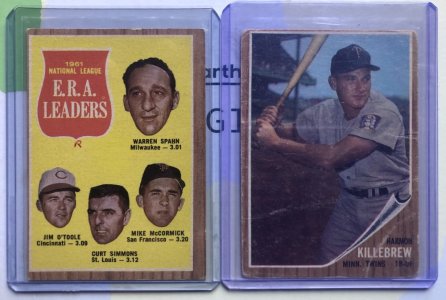 1961
NATIONAL LEAGUE
E.R.A.
LEADERS
WARREN SPAHN
Milwaukee — 3.01
JIM O'TOOLE
Cincinnati — 3.09
MIKE McCORMICK
San Francisco — 3.20
CURT SIMMONS
St. Louis — 3.12
arth
HARMON
KILLEBREW
MINN. TWINS